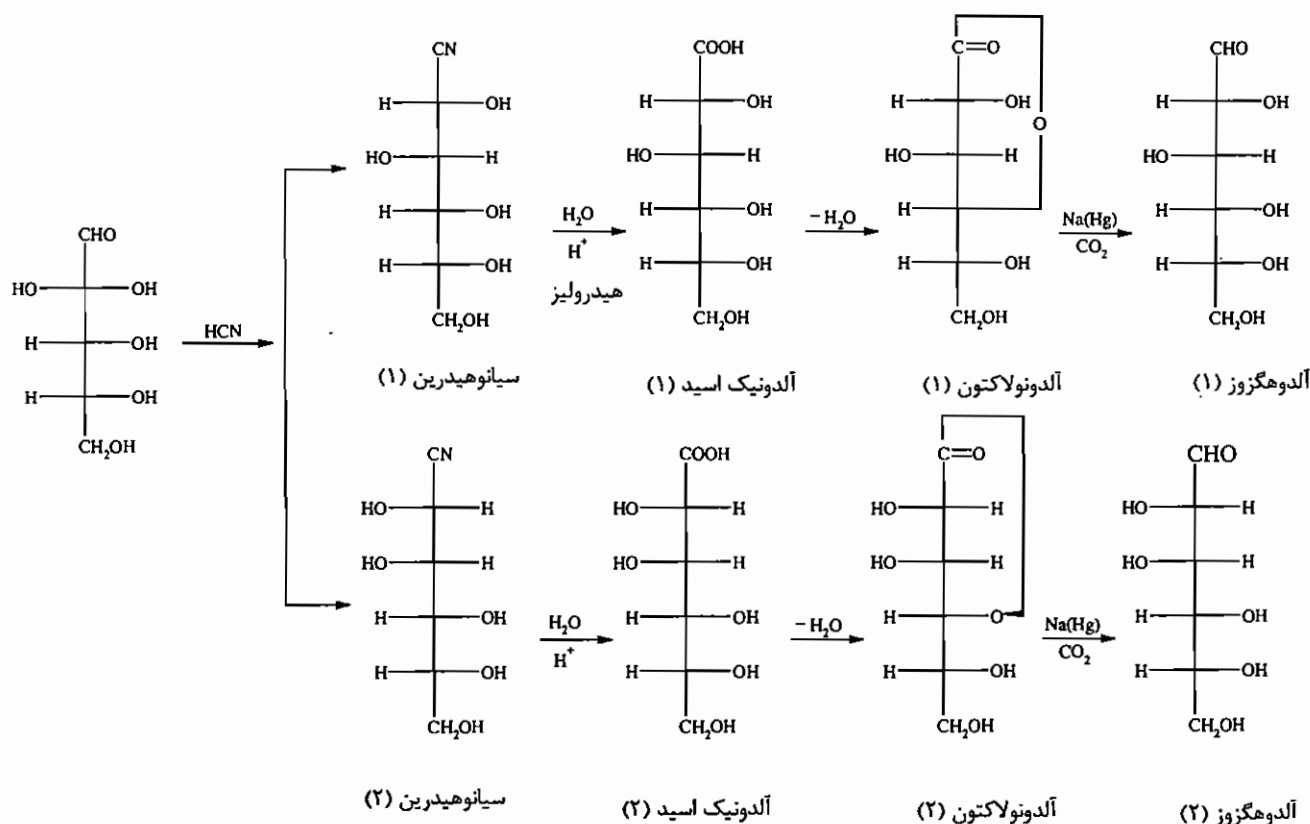 CHO
HO OH
H OH
H OH
CH₂OH
HCN
CN
H OH
HO H
H OH
H OH
CH₂OH
سیانوهیدرین (۱)
H₂O
H⁺
هیدرولیز
COOH
H OH
HO H
H OH
H OH
CH₂OH
آلدونیک اسید (۱)
−H₂O
C=O
H OH
O
HO H
H
H OH
CH₂OH
آلدونولاکتون (۱)
Na(Hg)
CO₂
CHO
H OH
HO H
H OH
H OH
CH₂OH
آلدوهگزوز (۱)
CN
HO H
HO H
H OH
H OH
CH₂OH
سیانوهیدرین (۲)
H₂O
H⁺
COOH
HO H
HO H
H OH
H OH
CH₂OH
آلدونیک اسید (۲)
−H₂O
C=O
HO H
HO H
H O
H OH
CH₂OH
آلدونولاکتون (۲)
Na(Hg)
CO₂
CHO
HO H
HO H
H OH
H OH
CH₂OH
آلدوهگزوز (۲)